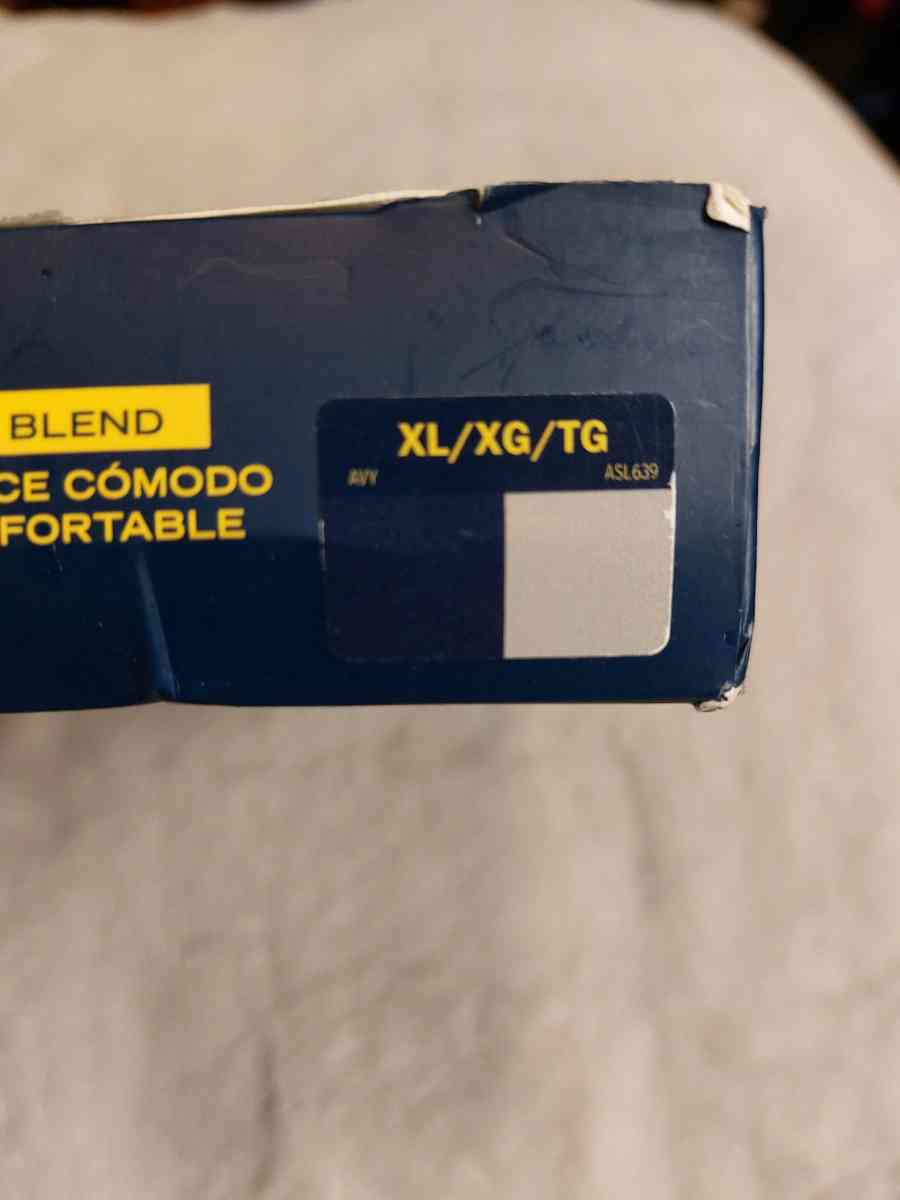 BLEND
CE CÓMODO
FORTABLE
XL/XG/TG
AVY
ASL639